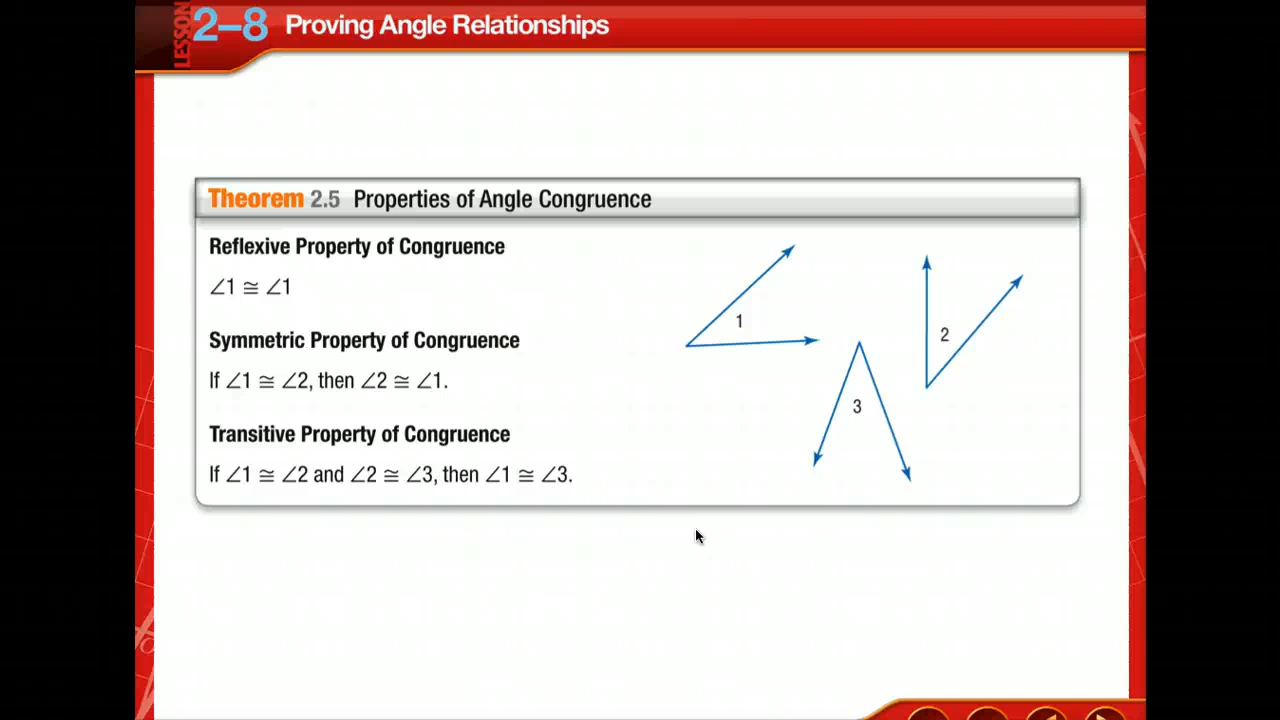 LESSON 2–8 Proving Angle Relationships
Theorem 2.5 Properties of Angle Congruence
Reflexive Property of Congruence
∠1 ≅ ∠1
Symmetric Property of Congruence
If ∠1 ≅ ∠2, then ∠2 ≅ ∠1.
Transitive Property of Congruence
If ∠1 ≅ ∠2 and ∠2 ≅ ∠3, then ∠1 ≅ ∠3.
1
2
3